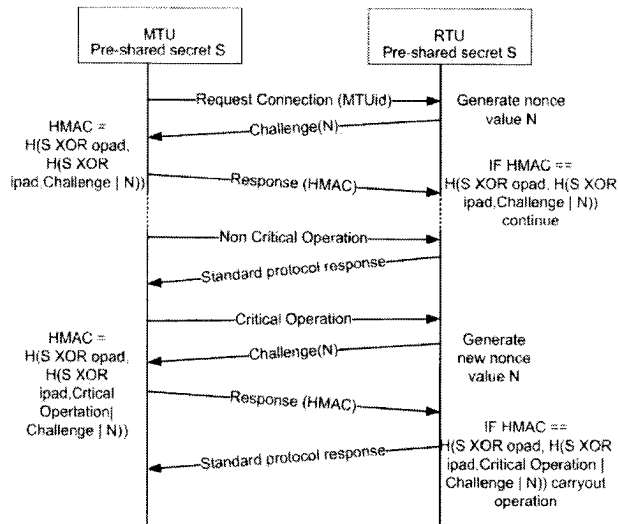 MTU
Pre-shared secret S
RTU
Pre-shared secret S
Request Connection (MTUid)
Generate nonce
value N
Challenge(N)
HMAC =
H(S XOR opad,
H(S XOR
ipad,Challenge | N))
Response (HMAC)
IF HMAC ==
H(S XOR opad, H(S XOR
ipad,Challenge | N))
continue
Non Critical Operation
Standard protocol response
Critical Operation
Generate
new nonce
value N
Challenge(N)
HMAC =
H(S XOR opad,
H(S XOR
ipad,Crtical
Opertation|
Challenge | N))
Response (HMAC)
IF HMAC ==
H(S XOR opad, H(S XOR
ipad,Critical Operation |
Challenge | N)) carryout
operation
Standard protocol response